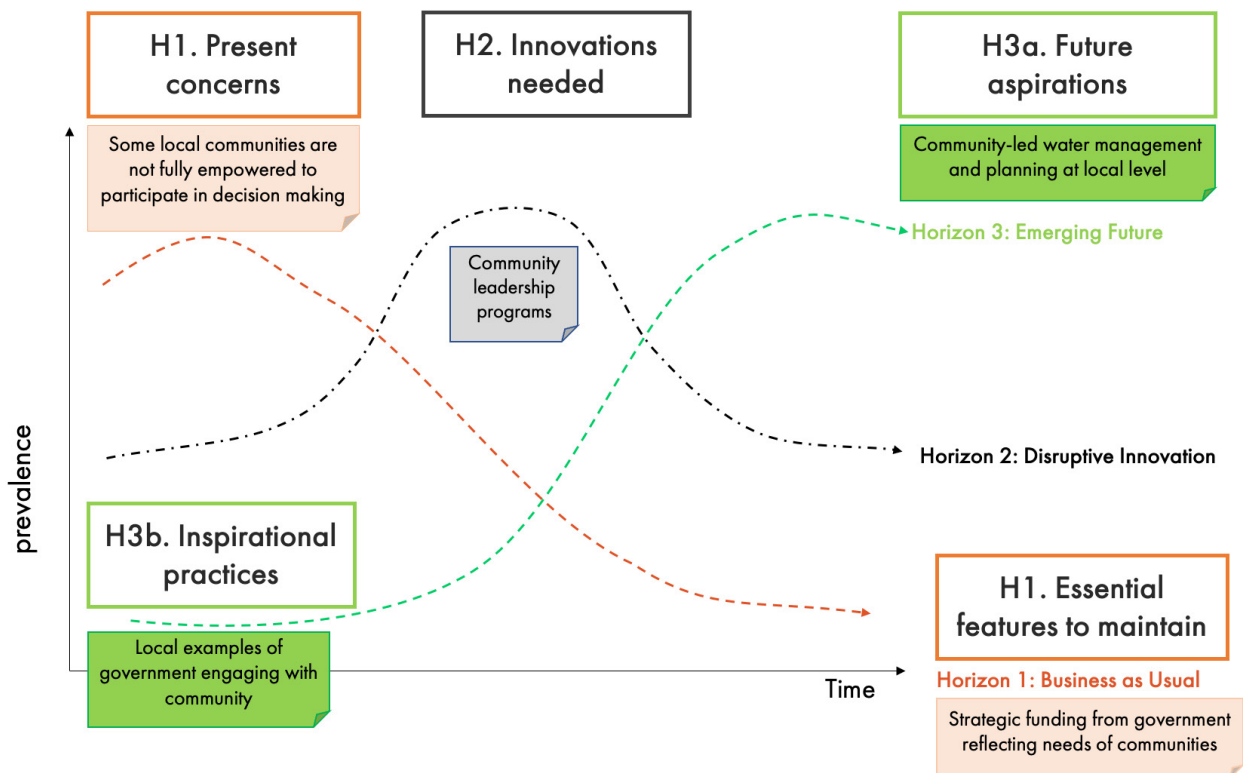 H1. Present
concerns
H2. Innovations
needed
H3a. Future
aspirations
Some local communities are
not fully empowered to
participate in decision making
Community-led water management
and planning at local level
Horizon 3: Emerging Future
Community
leadership
programs
Horizon 2: Disruptive Innovation
prevalence
H3b. Inspirational
practices
H1. Essential
features to maintain
Local examples of
government engaging with
community
Time
Horizon 1: Business as Usual
Strategic funding from government
reflecting needs of communities